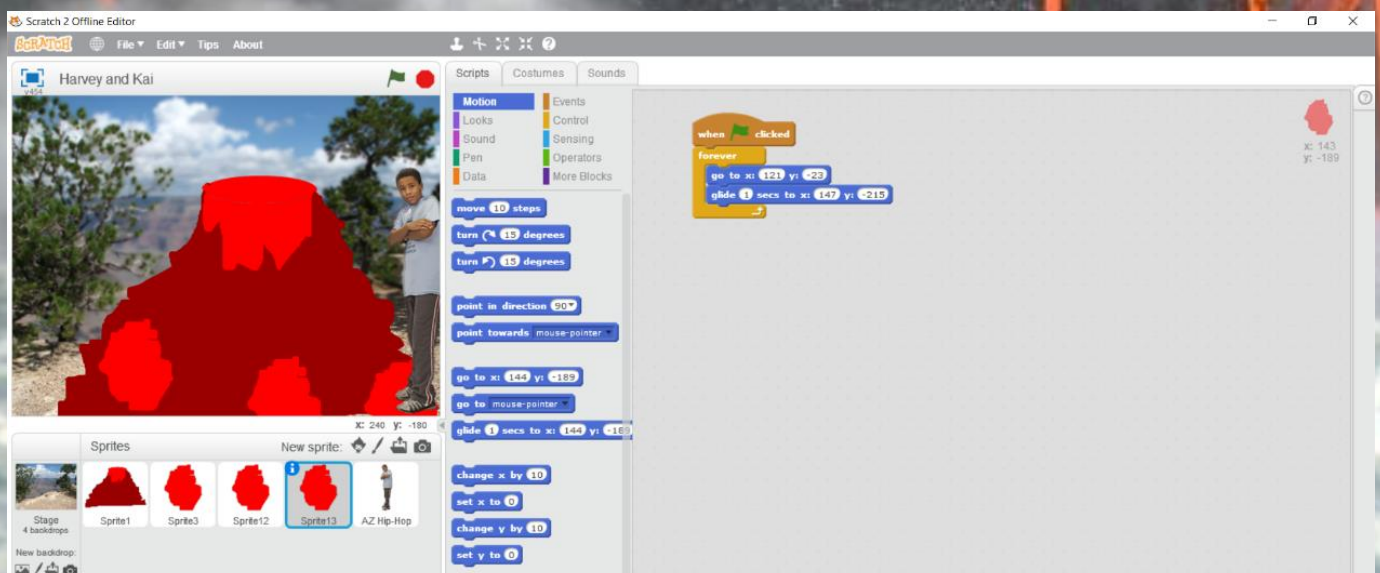 Scratch 2 Offline Editor
SCRATCH File Edit Tips About
Harvey and Kai
v454
X: 240 y: -180
Sprites New sprite:
Stage
4 backdrops
New backdrop:
Sprite1 Sprite3 Sprite12 Sprite13 AZ Hip-Hop
Scripts Costumes Sounds
Motion Events
Looks Control
Sound Sensing
Pen Operators
Data More Blocks
move 10 steps
turn 15 degrees
turn 15 degrees
point in direction 90
point towards mouse-pointer
go to x: 144 y: -189
go to mouse-pointer
glide 1 secs to x: 144 y: -189
change x by 10
set x to 0
change y by 10
set y to 0
when clicked
forever
go to x: 121 y: -23
glide 1 secs to x: 147 y: -215
x: 143
y: -189